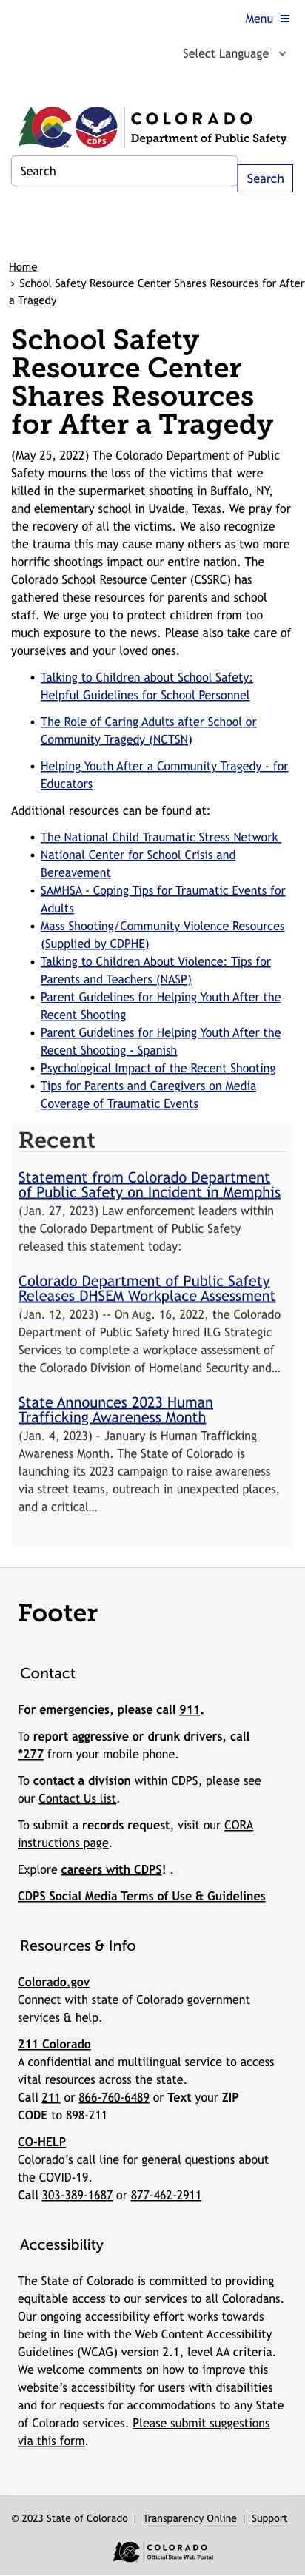 Menu
Select Language
COLORADO
Department of Public Safety
CDPS
Search
Search
Home
› School Safety Resource Center Shares Resources for After
a Tragedy
School Safety
Resource Center
Shares Resources
for After a Tragedy
(May 25, 2022) The Colorado Department of Public
Safety mourns the loss of the victims that were
killed in the supermarket shooting in Buffalo, NY,
and elementary school in Uvalde, Texas. We pray for
the recovery of all the victims. We also recognize
the trauma this may cause many others as two more
horrific shootings impact our entire nation. The
Colorado School Resource Center (CSSRC) has
gathered these resources for parents and school
staff. We urge you to protect children from too
much exposure to the news. Please also take care of
yourselves and your loved ones.
• Talking to Children about School Safety:
Helpful Guidelines for School Personnel
• The Role of Caring Adults after School or
Community Tragedy (NCTSN)
• Helping Youth After a Community Tragedy - for
Educators
Additional resources can be found at:
• The National Child Traumatic Stress Network
• National Center for School Crisis and
Bereavement
• SAMHSA - Coping Tips for Traumatic Events for
Adults
• Mass Shooting/Community Violence Resources
(Supplied by CDPHE)
• Talking to Children About Violence: Tips for
Parents and Teachers (NASP)
• Parent Guidelines for Helping Youth After the
Recent Shooting
• Parent Guidelines for Helping Youth After the
Recent Shooting - Spanish
• Psychological Impact of the Recent Shooting
• Tips for Parents and Caregivers on Media
Coverage of Traumatic Events
Recent
Statement from Colorado Department
of Public Safety on Incident in Memphis
(Jan. 27, 2023) Law enforcement leaders within
the Colorado Department of Public Safety
released this statement today:
Colorado Department of Public Safety
Releases DHSEM Workplace Assessment
(Jan. 12, 2023) -- On Aug. 16, 2022, the Colorado
Department of Public Safety hired ILG Strategic
Services to complete a workplace assessment of
the Colorado Division of Homeland Security and…
State Announces 2023 Human
Trafficking Awareness Month
(Jan. 4, 2023) – January is Human Trafficking
Awareness Month. The State of Colorado is
launching its 2023 campaign to raise awareness
via street teams, outreach in unexpected places,
and a critical…
Footer
Contact
For emergencies, please call 911.
To report aggressive or drunk drivers, call
*277 from your mobile phone.
To contact a division within CDPS, please see
our Contact Us list.
To submit a records request, visit our CORA
instructions page.
Explore careers with CDPS! .
CDPS Social Media Terms of Use & Guidelines
Resources & Info
Colorado.gov
Connect with state of Colorado government
services & help.
211 Colorado
A confidential and multilingual service to access
vital resources across the state.
Call 211 or 866-760-6489 or Text your ZIP
CODE to 898-211
CO-HELP
Colorado's call line for general questions about
the COVID-19.
Call 303-389-1687 or 877-462-2911
Accessibility
The State of Colorado is committed to providing
equitable access to our services to all Coloradans.
Our ongoing accessibility effort works towards
being in line with the Web Content Accessibility
Guidelines (WCAG) version 2.1, level AA criteria.
We welcome comments on how to improve this
website's accessibility for users with disabilities
and for requests for accommodations to any State
of Colorado services. Please submit suggestions
via this form.
© 2023 State of Colorado | Transparency Online | Support
COLORADO
Official State Web Portal